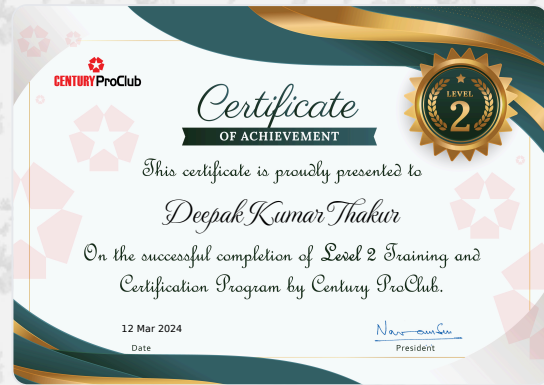 CENTURY ProClub
LEVEL
2
Certificate
OF ACHIEVEMENT
This certificate is proudly presented to
Deepak Kumar Thakur
On the successful completion of Level 2 Training and
Certification Program by Century ProClub.
12 Mar 2024
Date
President